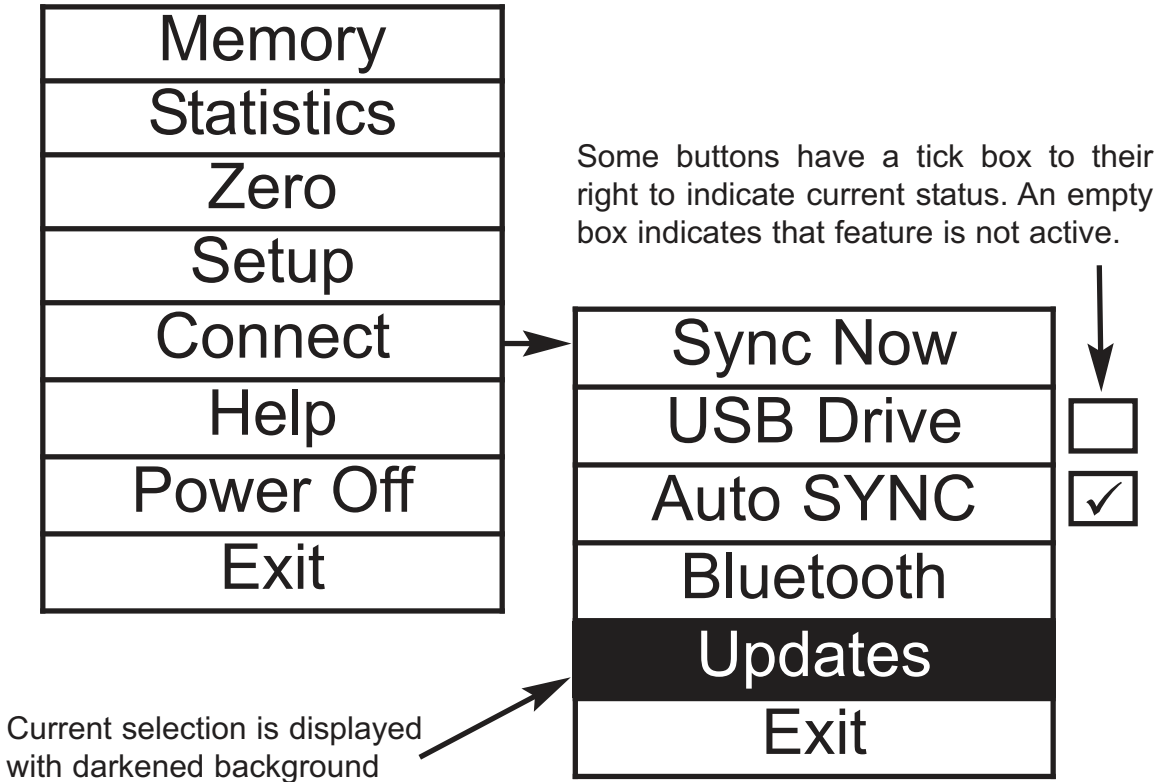 Memory
Statistics
Zero
Setup
Connect
Help
Power Off
Exit
Some buttons have a tick box to their
right to indicate current status. An empty
box indicates that feature is not active.
Sync Now
USB Drive
Auto SYNC
Bluetooth
Updates
Exit
Current selection is displayed
with darkened background